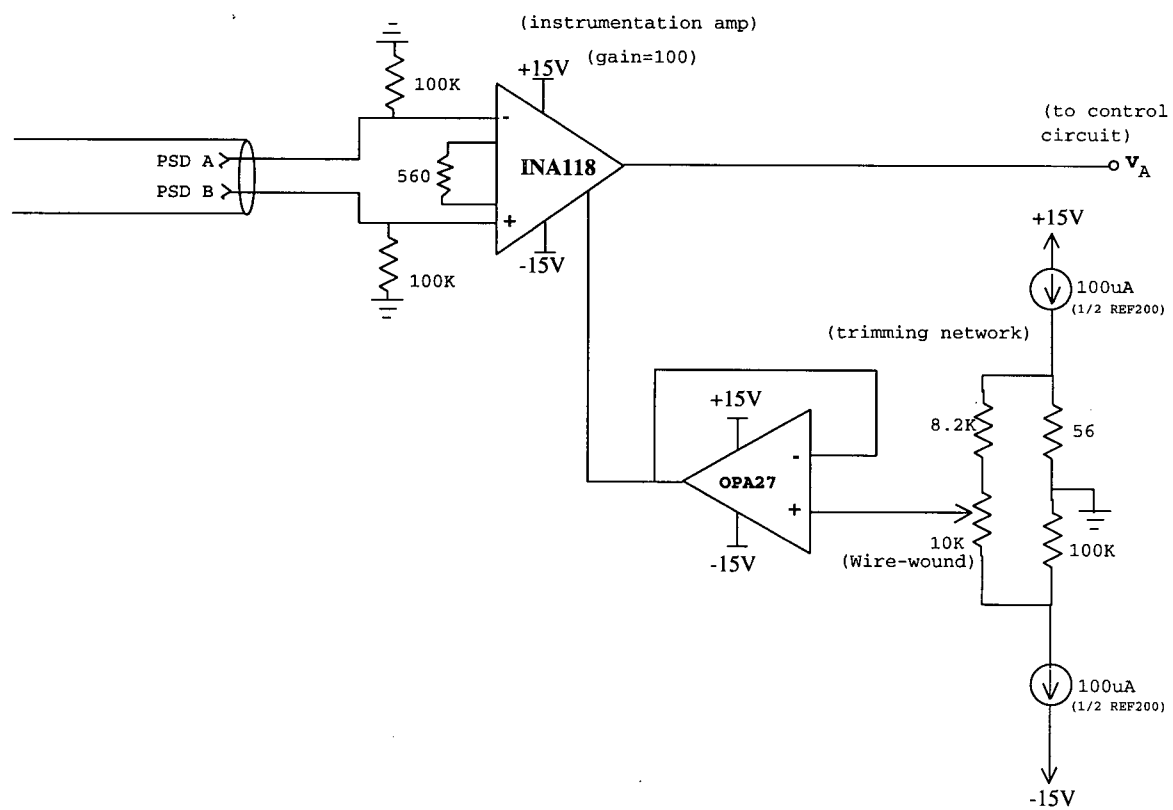 (instrumentation amp)
(gain=100)
+15V
100K
-
INA118
560
+
-15V
100K
PSD A
PSD B
(to control
circuit)
VA
+15V
100uA
(1/2 REF200)
(trimming network)
+15V
8.2K
56
-
OPA27
+
10K
(Wire-wound)
100K
-15V
100uA
(1/2 REF200)
-15V